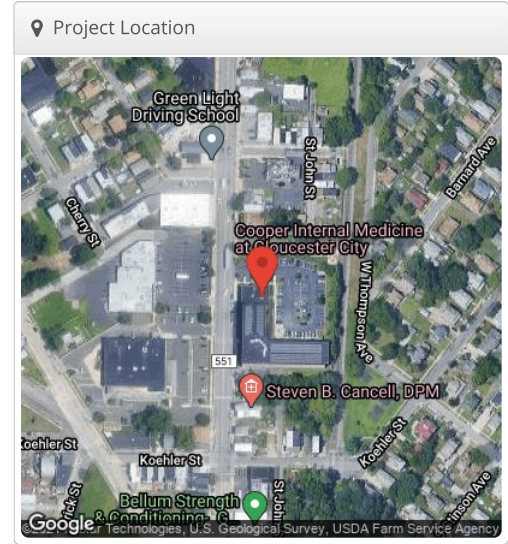 Project Location
Green Light
Driving School
St John St
Barnard Ave
Cherry St
Cooper Internal Medicine
at Gloucester City
W Thompson Ave
551
Steven B. Cancell, DPM
Koehler St
Koehler St
Koehler St
St John
Bellum Strength
& Conditioning
Google
Technologies, U.S. Geological Survey, USDA Farm Service Agency